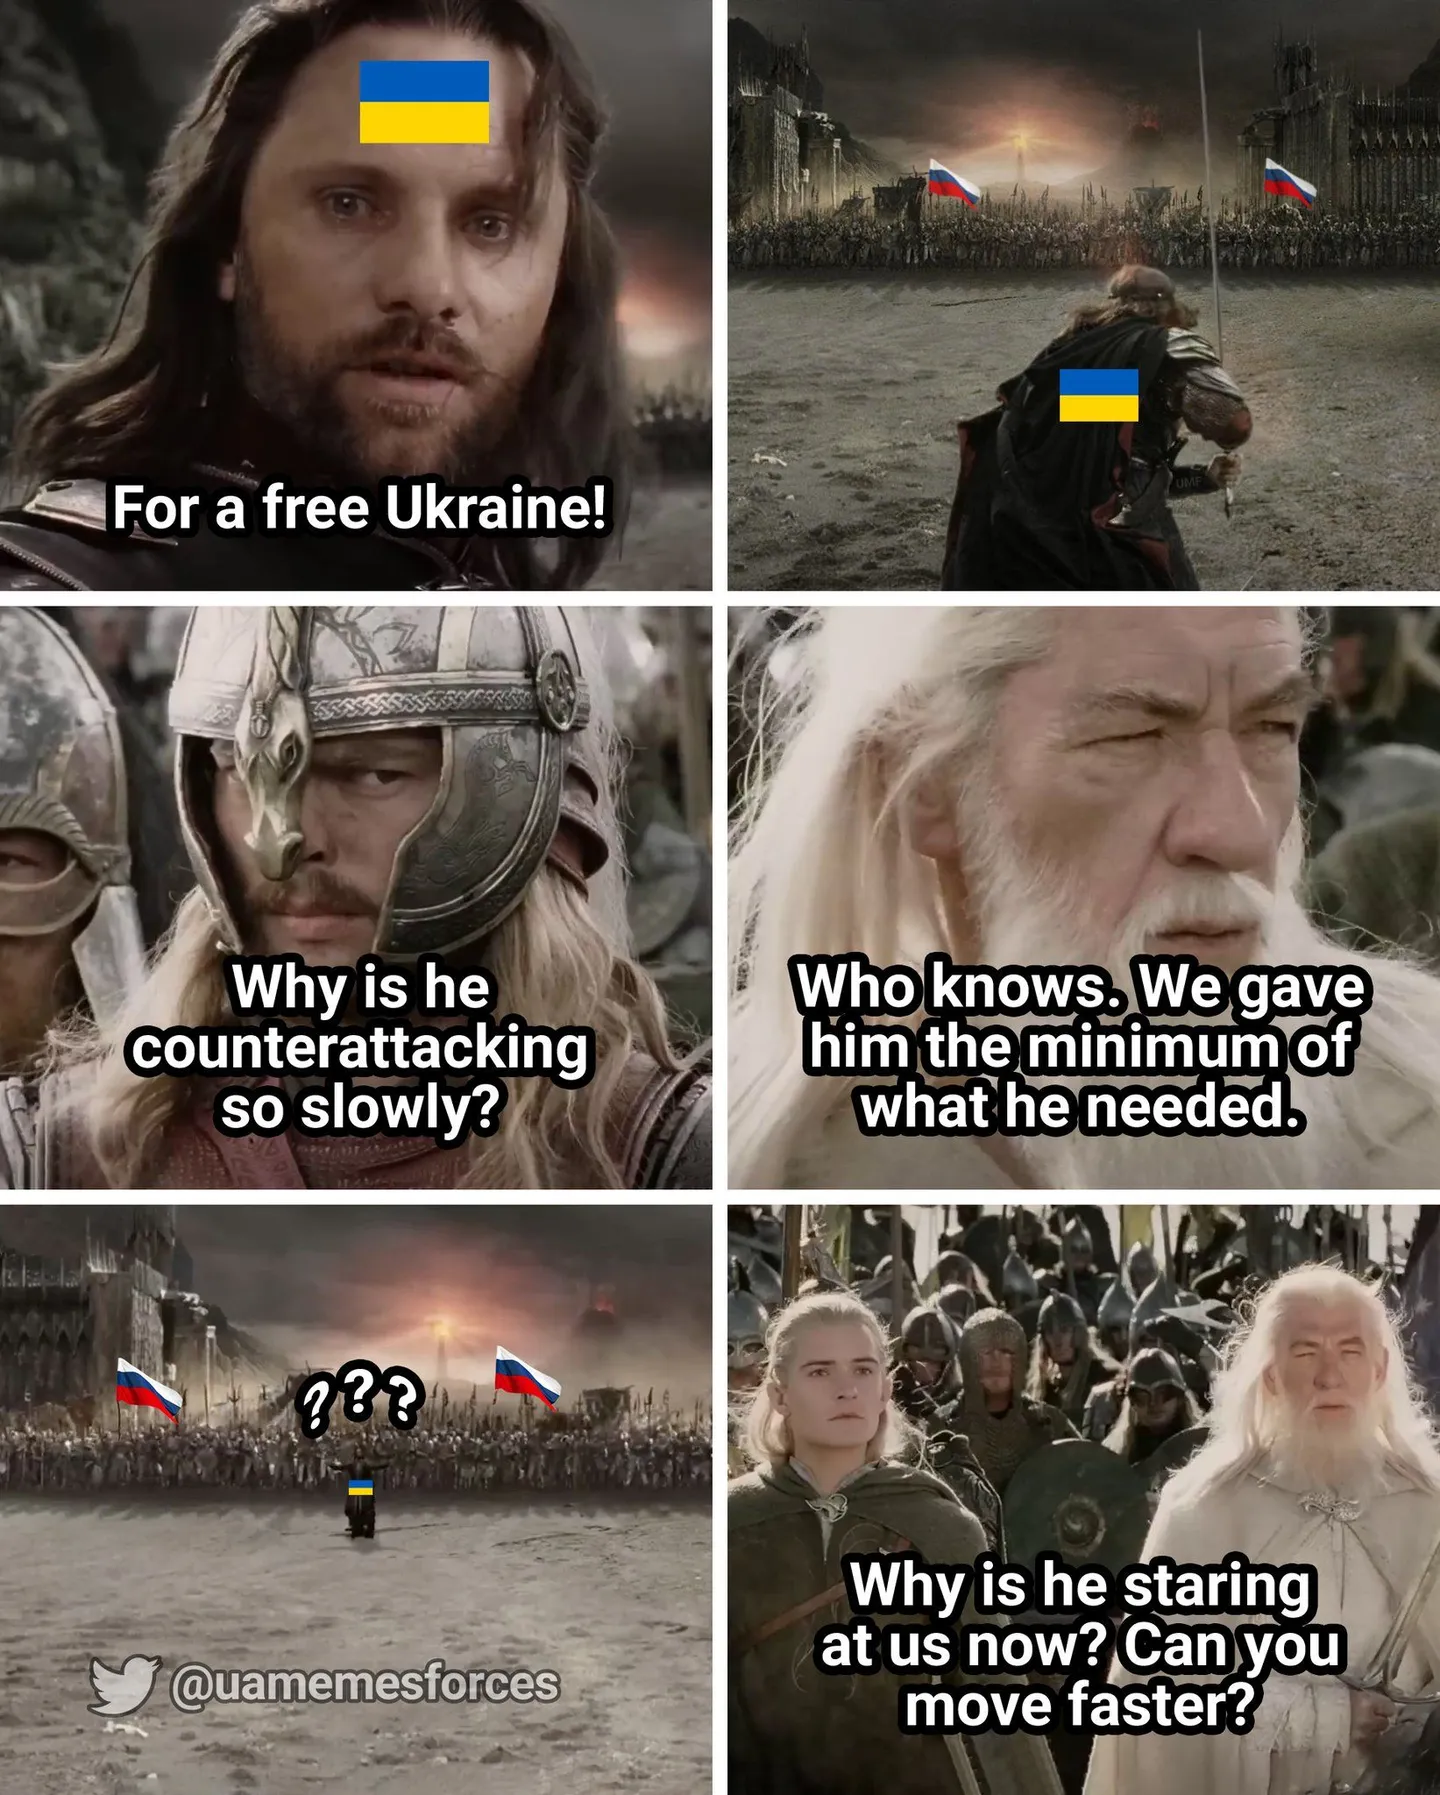 For a free Ukraine!
UMF
Why is he
counterattacking
so slowly?
Who knows. We gave
him the minimum of
what he needed.
???
@uamemesforces
Why is he staring
at us now? Can you
move faster?